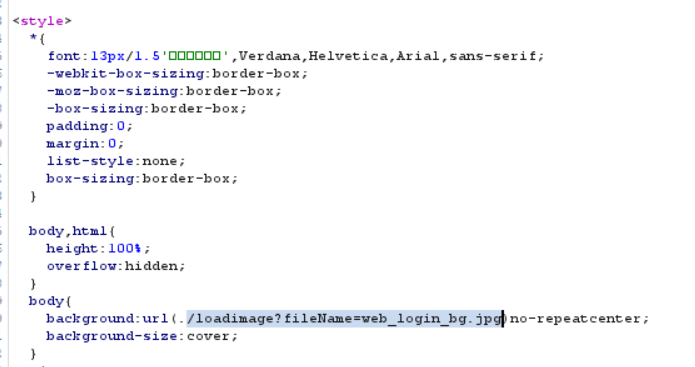 <style>
*{
font:13px/1.5'□□□□□□',Verdana,Helvetica,Arial,sans-serif;
-webkit-box-sizing:border-box;
-moz-box-sizing:border-box;
-box-sizing:border-box;
padding:0;
margin:0;
list-style:none;
box-sizing:border-box;
}
body,html{
height:100%;
overflow:hidden;
}
body{
background:url(./loadimage?fileName=web_login_bg.jpg)no-repeatcenter;
background-size:cover;
}